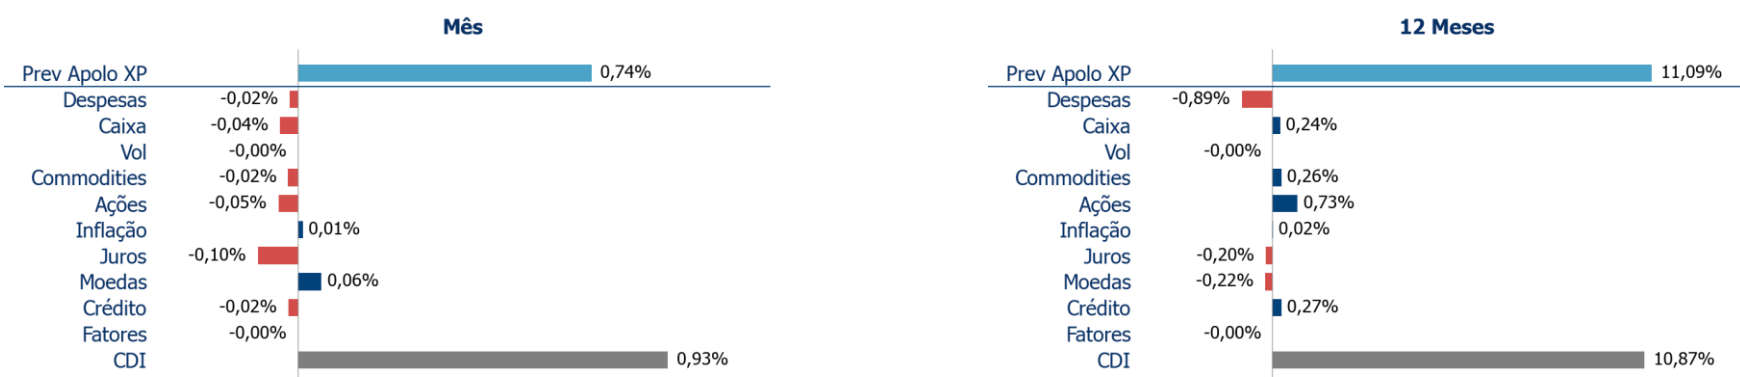 Mês
Prev Apolo XP 0,74%
Despesas -0,02%
Caixa -0,04%
Vol -0,00%
Commodities -0,02%
Ações -0,05%
Inflação 0,01%
Juros -0,10%
Moedas 0,06%
Crédito -0,02%
Fatores -0,00%
CDI 0,93%
12 Meses
Prev Apolo XP 11,09%
Despesas -0,89%
Caixa 0,24%
Vol -0,00%
Commodities 0,26%
Ações 0,73%
Inflação 0,02%
Juros -0,20%
Moedas -0,22%
Crédito 0,27%
Fatores -0,00%
CDI 10,87%